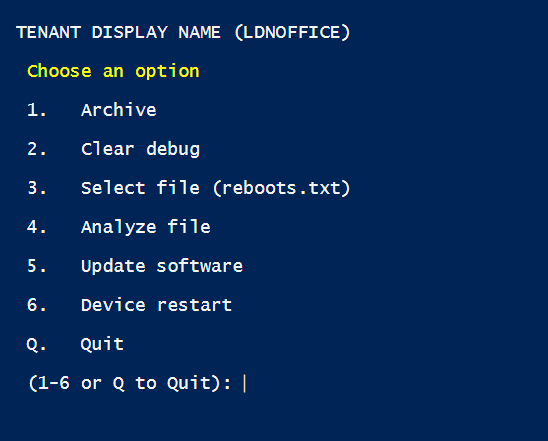 TENANT DISPLAY NAME (LDNOFFICE)
Choose an option
1. Archive
2. Clear debug
3. Select file (reboots.txt)
4. Analyze file
5. Update software
6. Device restart
Q. Quit
(1-6 or Q to Quit):